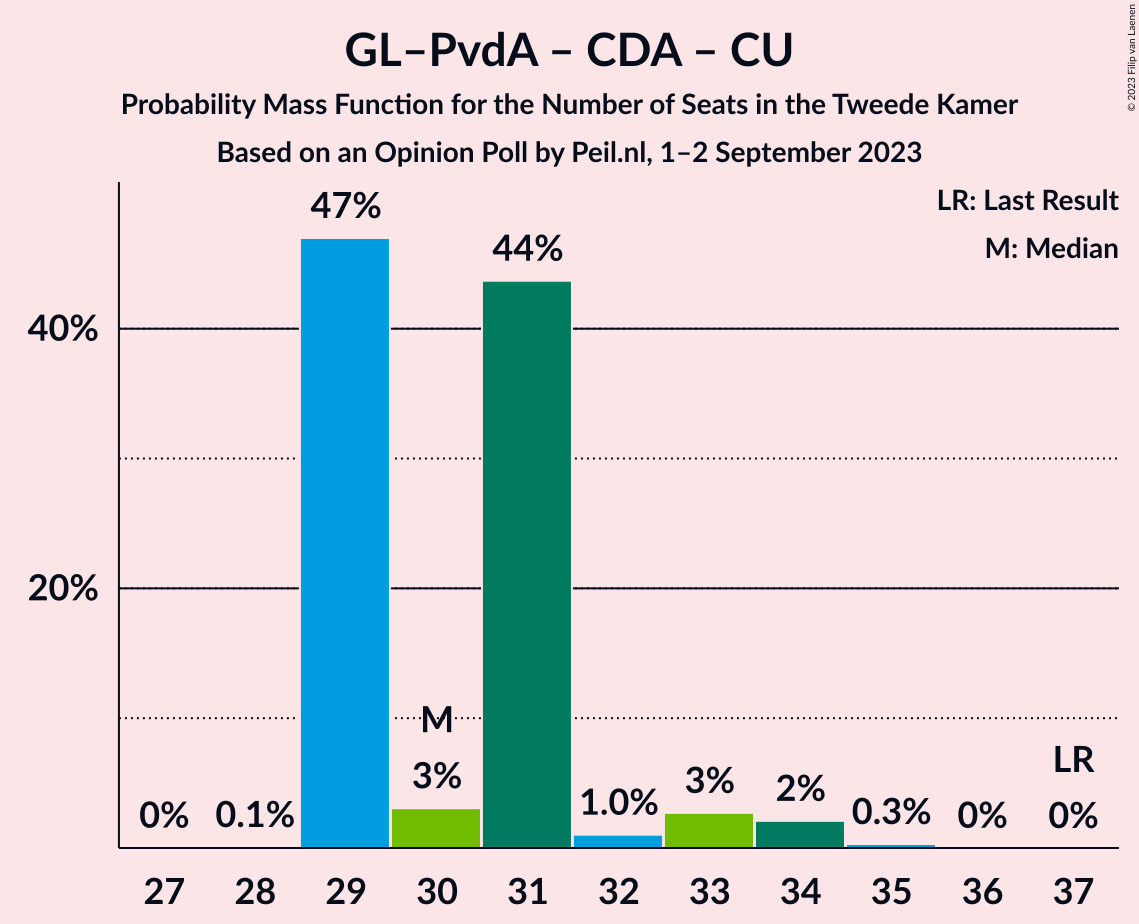 GL–PvdA – CDA – CU
Probability Mass Function for the Number of Seats in the Tweede Kamer
Based on an Opinion Poll by Peil.nl, 1–2 September 2023
© 2023 Filip van Laenen
LR: Last Result
M: Median
47%
44%
40%
20%
M
LR
0%
0.1%
3%
1.0%
3%
2%
0.3%
0%
0%
27 28 29 30 31 32 33 34 35 36 37